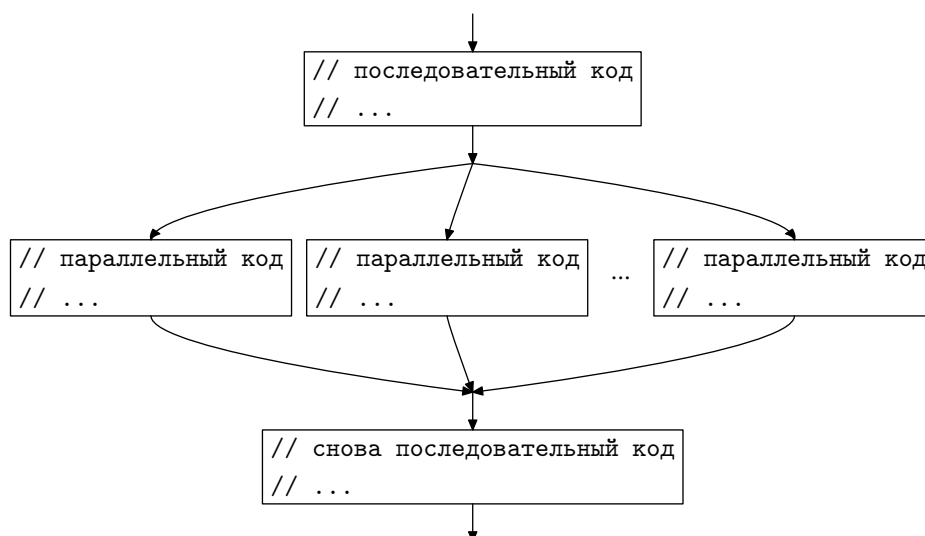 // последовательный код
// ...
// параллельный код
// ...
// параллельный код
// ...
...
// параллельный код
// ...
// снова последовательный код
// ...